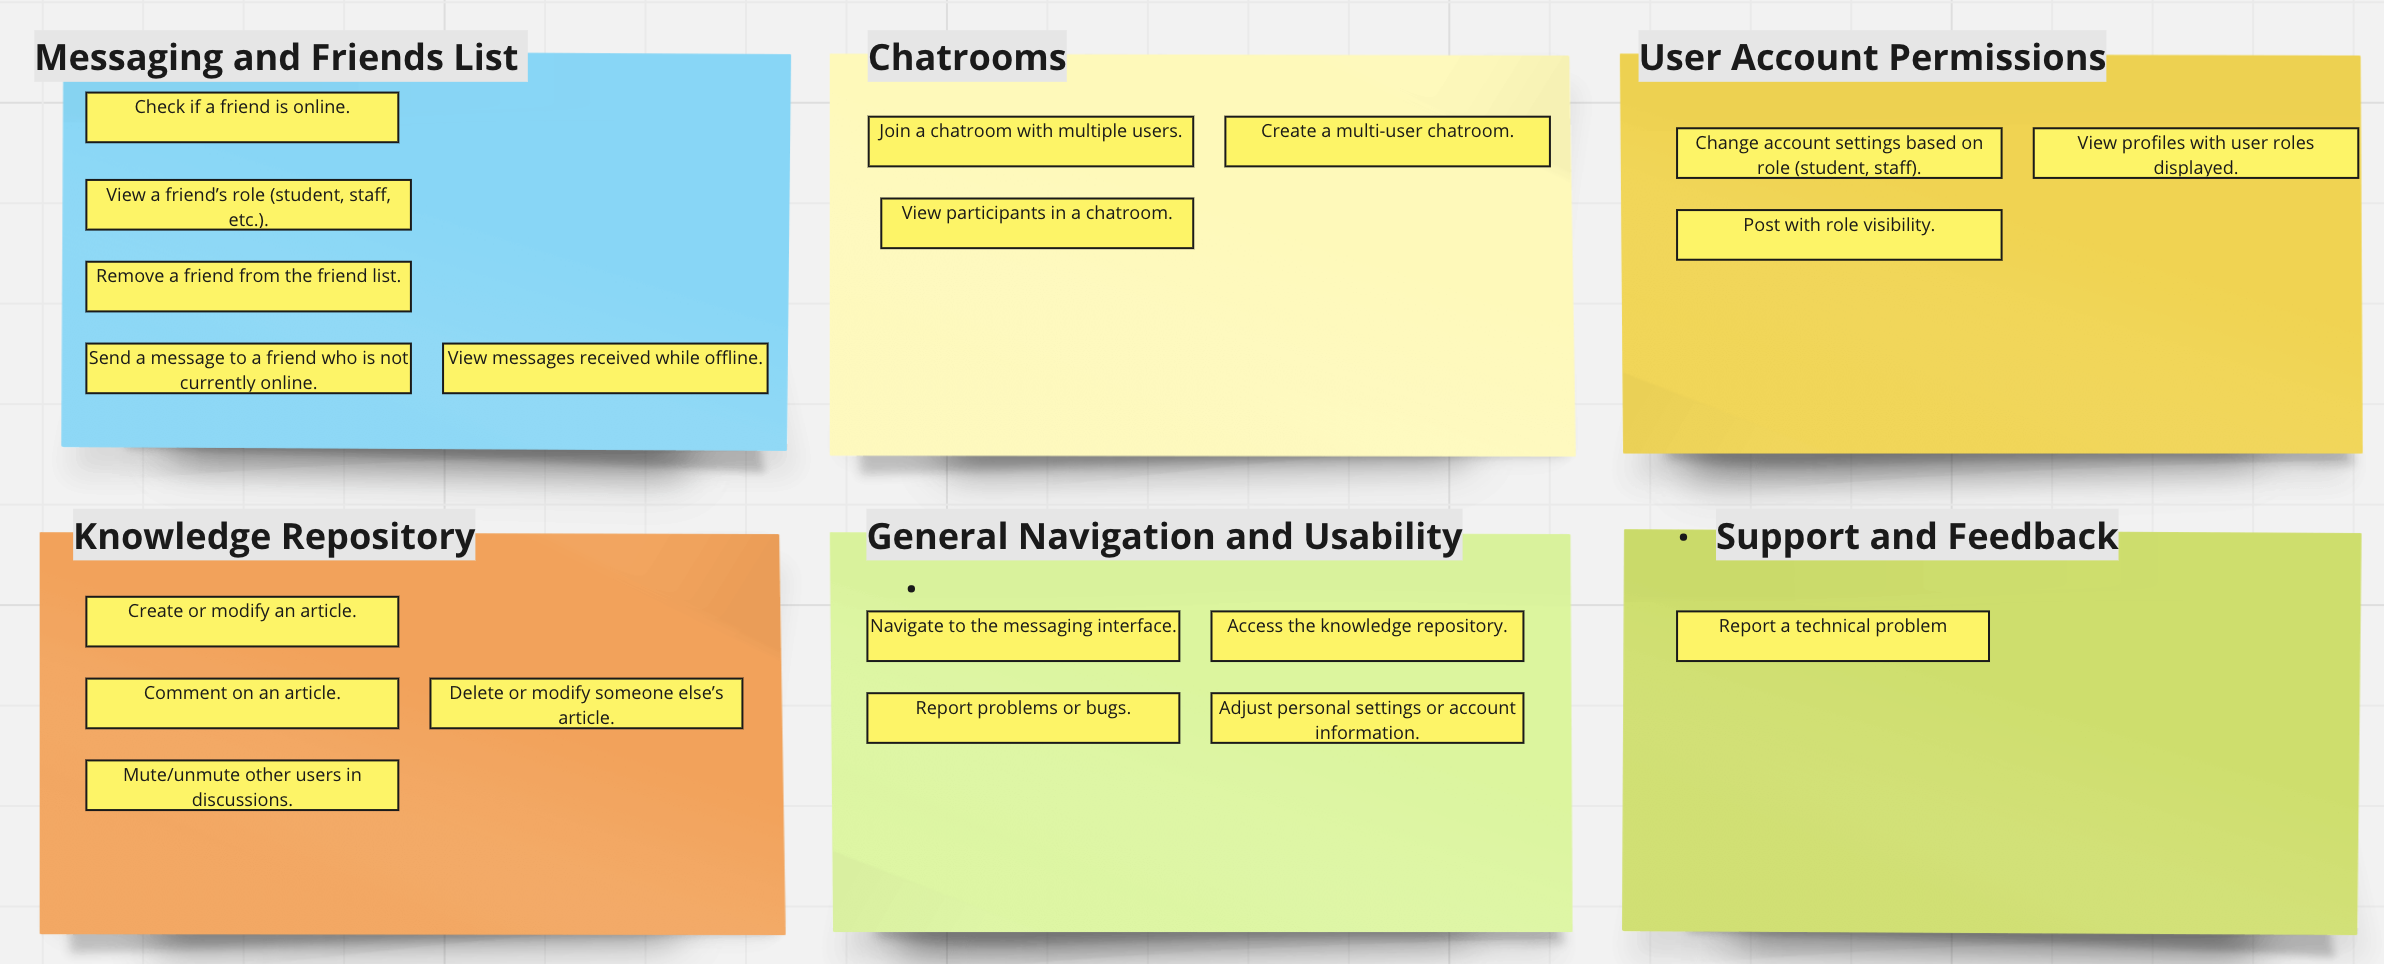 Messaging and Friends List
Check if a friend is online.
View a friend’s role (student, staff,
etc.).
Remove a friend from the friend list.
Send a message to a friend who is not
currently online.
View messages received while offline.
Chatrooms
Join a chatroom with multiple users.
Create a multi-user chatroom.
View participants in a chatroom.
User Account Permissions
Change account settings based on
role (student, staff).
View profiles with user roles
displayed.
Post with role visibility.
Knowledge Repository
Create or modify an article.
Comment on an article.
Delete or modify someone else’s
article.
Mute/unmute other users in
discussions.
General Navigation and Usability
•
Navigate to the messaging interface.
Access the knowledge repository.
Report problems or bugs.
Adjust personal settings or account
information.
• Support and Feedback
Report a technical problem